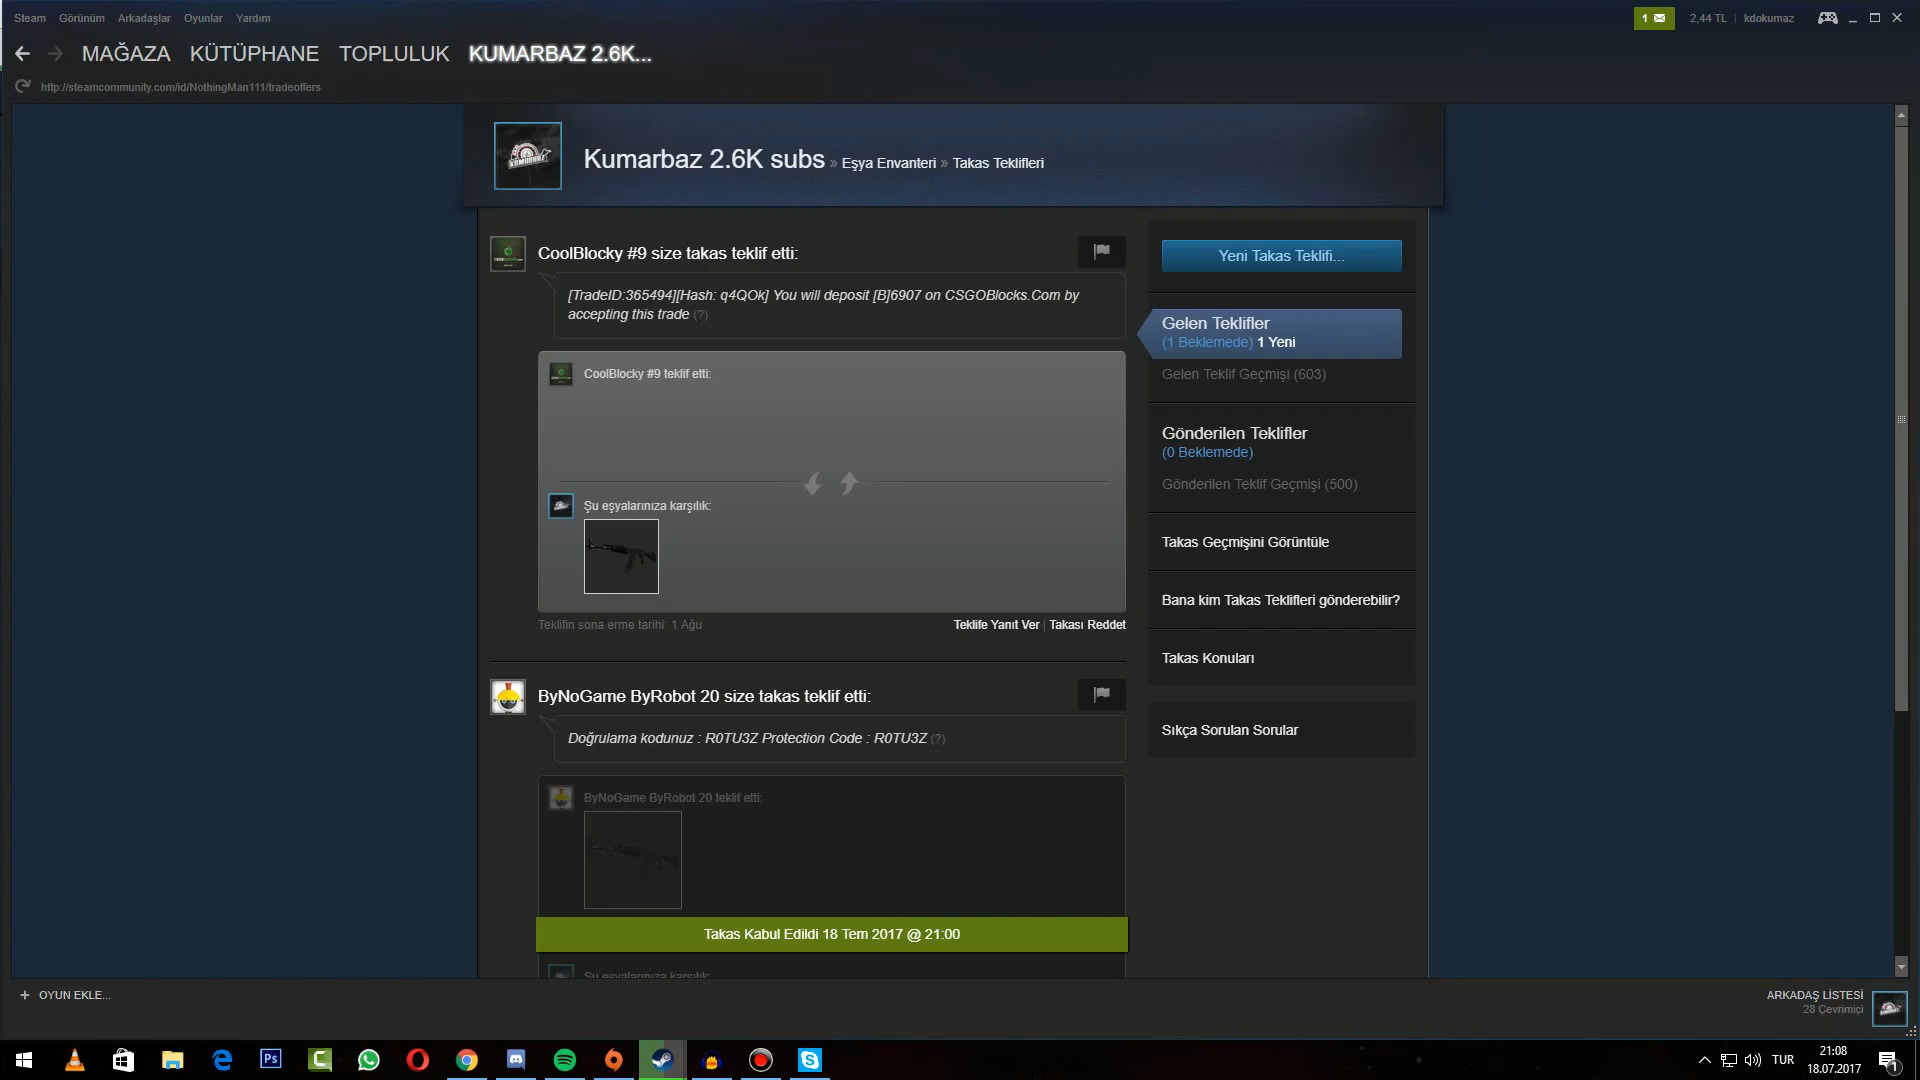 Steam Görünüm Arkadaşlar Oyunlar Yardım
1
2,44 TL | kdokumaz
MAĞAZA KÜTÜPHANE TOPLULUK KUMARBAZ 2.6K...
http://steamcommunity.com/id/NothingMan111/tradeoffers
Kumarbaz 2.6K subs » Eşya Envanteri » Takas Teklifleri
CoolBlocky #9 size takas teklif etti:
[TradeID:365494][Hash: q4QOk] You will deposit [B]6907 on CSGOBlocks.Com by
accepting this trade (?)
CoolBlocky #9 teklif etti:
Şu eşyalarınıza karşılık:
Teklifin sona erme tarihi: 1 Ağu
Teklife Yanıt Ver | Takası Reddet
ByNoGame ByRobot 20 size takas teklif etti:
Doğrulama kodunuz : R0TU3Z Protection Code : R0TU3Z (?)
ByNoGame ByRobot 20 teklif etti:
Takas Kabul Edildi 18 Tem 2017 @ 21:00
Şu eşyalarınıza karşılık:
Yeni Takas Teklifi...
Gelen Teklifler
(1 Beklemede) 1 Yeni
Gelen Teklif Geçmişi (603)
Gönderilen Teklifler
(0 Beklemede)
Gönderilen Teklif Geçmişi (500)
Takas Geçmişini Görüntüle
Bana kim Takas Teklifleri gönderebilir?
Takas Konuları
Sıkça Sorulan Sorular
+ OYUN EKLE...
ARKADAŞ LİSTESİ
28 Çevrimiçi
Ps
TUR
21:08
18.07.2017
1